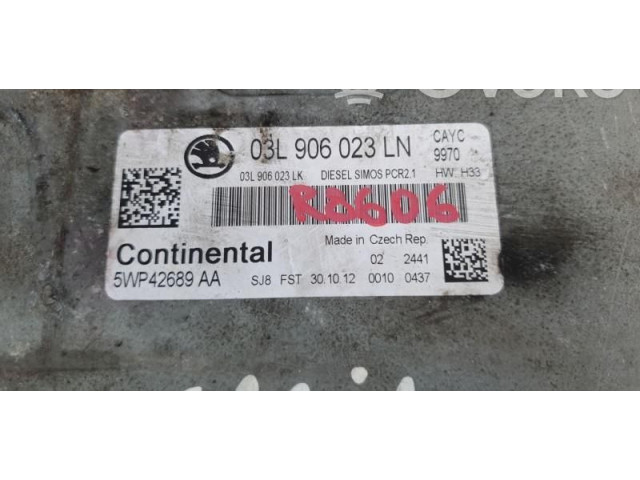 03L 906 023 LN
CAYC
9970
03L 906 023 LK DIESEL SIMOS PCR2.1 HW: H33
R8606
Continental
Made in Czech Rep.
02 2441
5WP42689 AA SJ8 FST 30.10.12 0010 0437